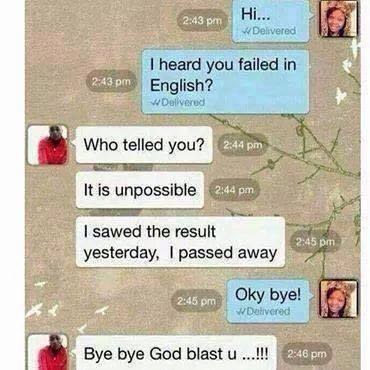 Hi...
2:43 pm
Delivered
I heard you failed in
English?
2:43 pm
Delivered
Who telled you?
2:44 pm
It is unpossible
2:44 pm
I sawed the result
yesterday, I passed away
2:45 pm
Oky bye!
2:45 pm
Delivered
Bye bye God blast u ...!!!
2:46 pm